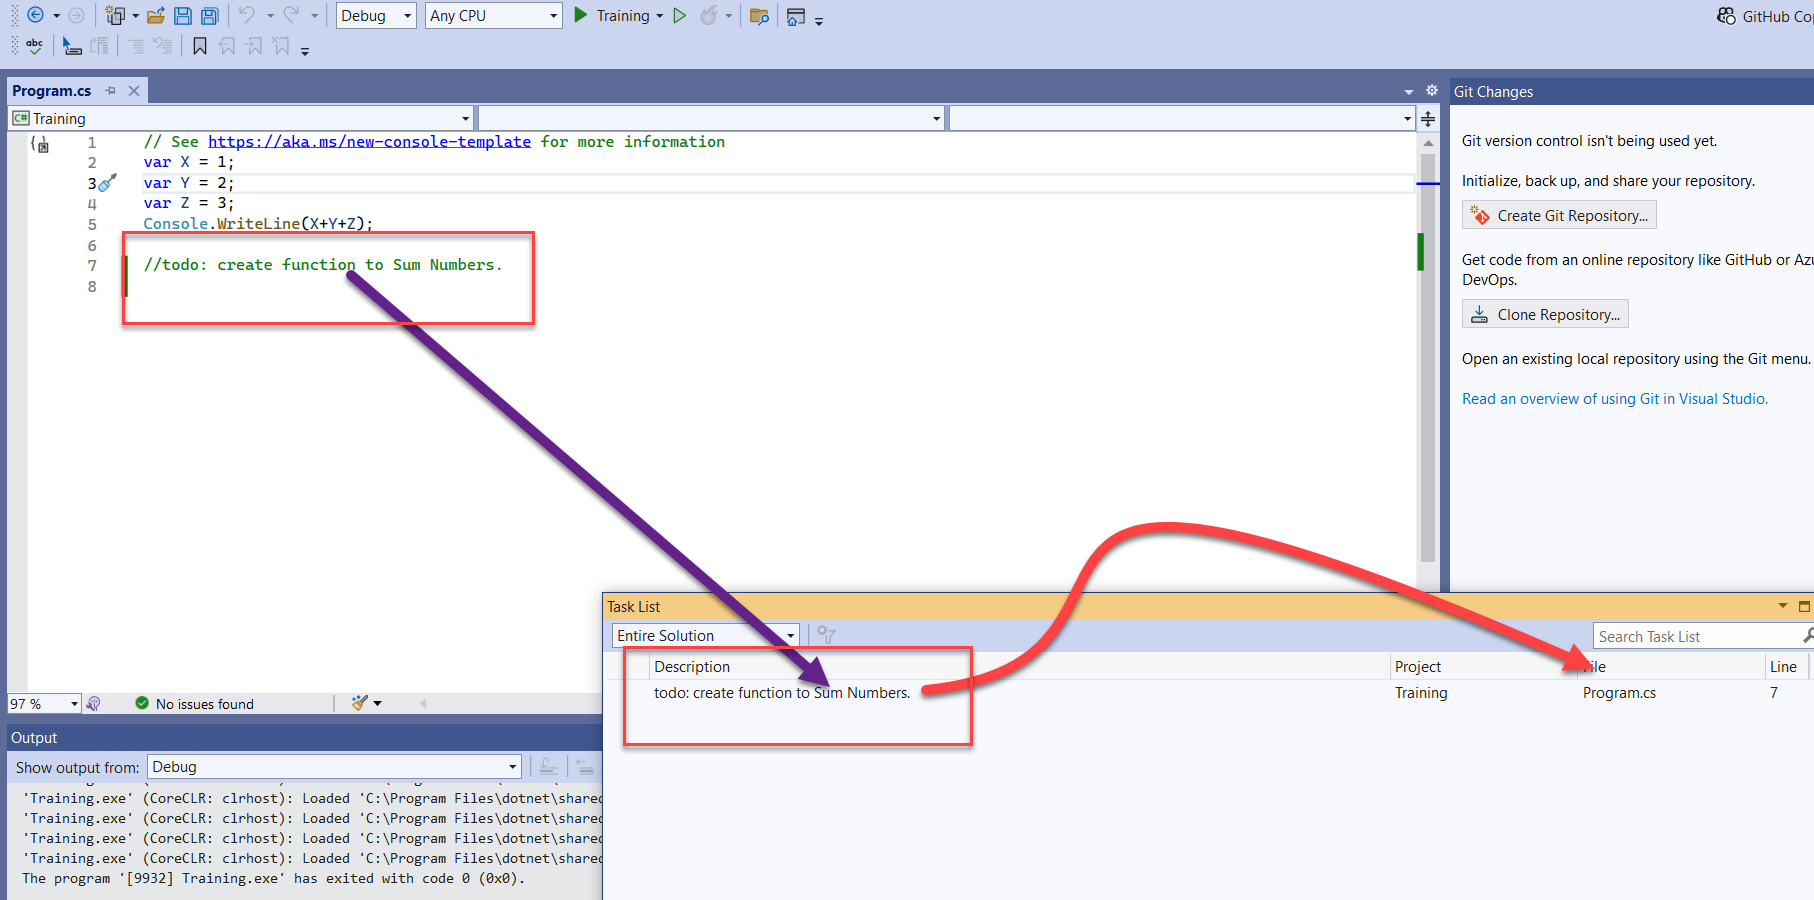 Debug
Any CPU
Training
GitHub Cop
abc
Program.cs
C# Training
1 // See https://aka.ms/new-console-template for more information
2 var X = 1;
3 var Y = 2;
4 var Z = 3;
5 Console.WriteLine(X+Y+Z);
6
7 //todo: create function to Sum Numbers.
8
97 %
No issues found
Git Changes
Git version control isn't being used yet.
Initialize, back up, and share your repository.
Create Git Repository...
Get code from an online repository like GitHub or Azu
DevOps.
Clone Repository...
Open an existing local repository using the Git menu.
Read an overview of using Git in Visual Studio.
Output
Show output from: Debug
'Training.exe' (CoreCLR: clrhost): Loaded 'C:\Program Files\dotnet\shared
'Training.exe' (CoreCLR: clrhost): Loaded 'C:\Program Files\dotnet\shared
'Training.exe' (CoreCLR: clrhost): Loaded 'C:\Program Files\dotnet\shared
'Training.exe' (CoreCLR: clrhost): Loaded 'C:\Program Files\dotnet\shared
The program '[9932] Training.exe' has exited with code 0 (0x0).
Task List
Entire Solution
Search Task List
Description Project File Line
todo: create function to Sum Numbers. Training Program.cs 7